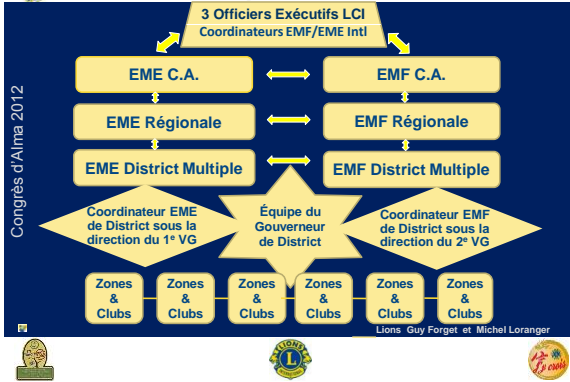 3 Officiers Exécutifs LCI
Coordinateurs EMF/EME Intl
EME C.A.
EMF C.A.
EME Régionale
EMF Régionale
EME District Multiple
EMF District Multiple
Coordinateur EME
de District sous la
direction du 1e VG
Équipe du
Gouverneur
de District
Coordinateur EMF
de District sous la
direction du 2e VG
Zones
&
Clubs
Zones
&
Clubs
Zones
&
Clubs
Zones
&
Clubs
Zones
&
Clubs
Zones
&
Clubs
Congrès d'Alma 2012
Lions Guy Forget et Michel Loranger
LIONS
L
J'y crois